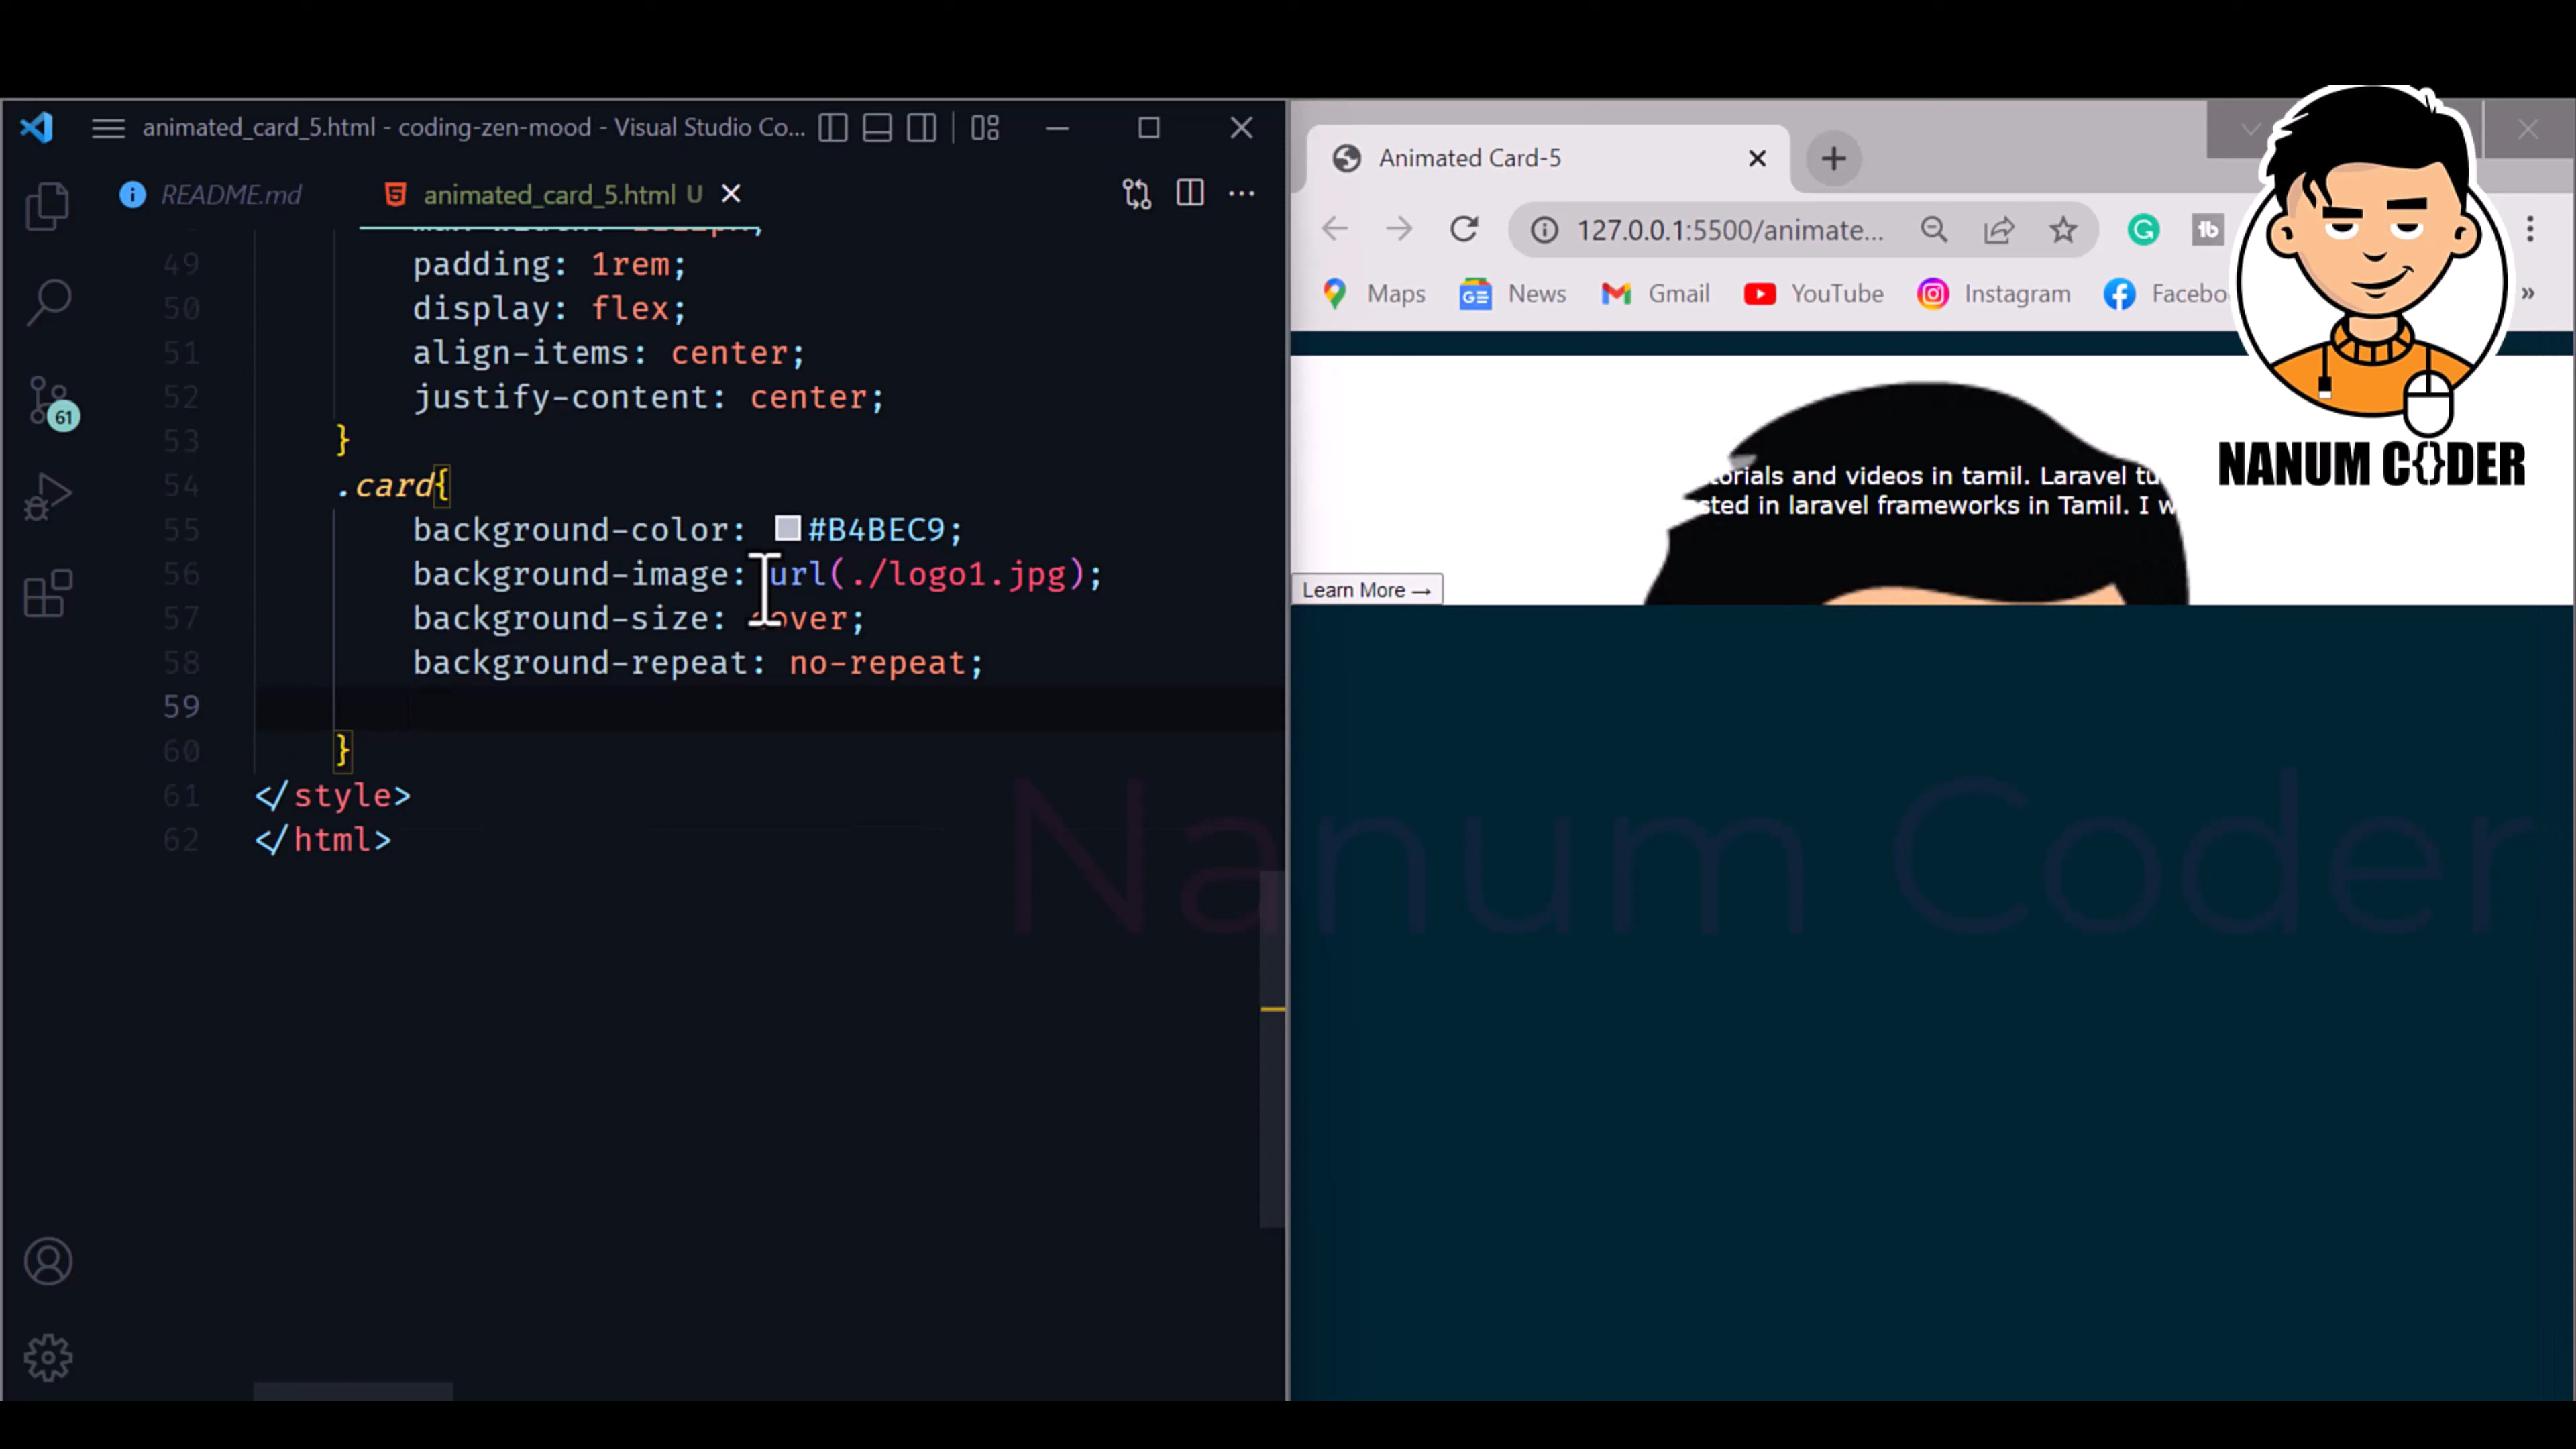 animated_card_5.html - coding-zen-mood - Visual Studio Co...
README.md
animated_card_5.html U
61
49 padding: 1rem;
50 display: flex;
51 align-items: center;
52 justify-content: center;
53 }
54 .card{
55 background-color: #B4BEC9;
56 background-image: url(./logo1.jpg);
57 background-size: cover;
58 background-repeat: no-repeat;
59
60 }
61 </style>
62 </html>
Animated Card-5
127.0.0.1:5500/animate...
Maps News Gmail YouTube Instagram Facebo
orials and videos in tamil. Laravel tu
sted in laravel frameworks in Tamil. I w
Learn More →
NANUM C{}DER
Nanum Coder